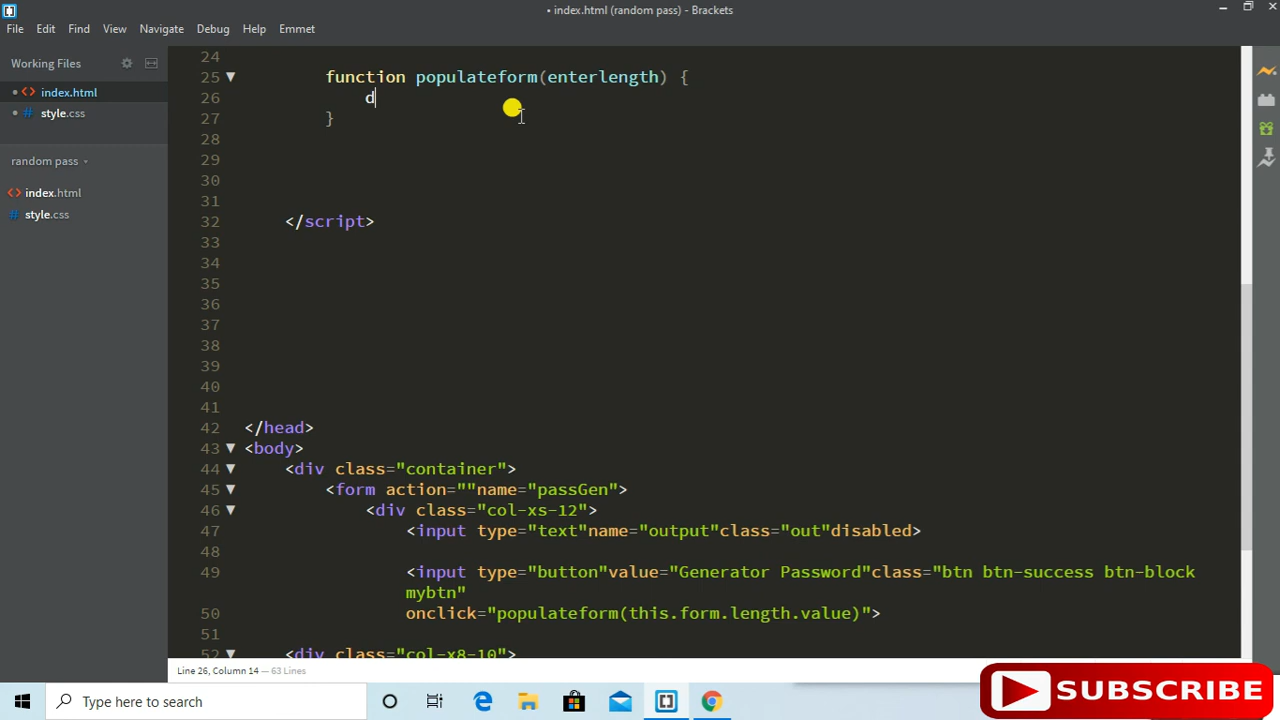 • index.html (random pass) - Brackets
File Edit Find View Navigate Debug Help Emmet
Working Files
index.html
style.css
random pass
index.html
style.css
24
25 function populateform(enterlength) {
26 d
27 }
28
29
30
31
32 </script>
33
34
35
36
37
38
39
40
41
42 </head>
43 <body>
44 <div class="container">
45 <form action=""name="passGen">
46 <div class="col-xs-12">
47 <input type="text"name="output"class="out"disabled>
48
49 <input type="button"value="Generator Password"class="btn btn-success btn-block
mybtn"
50 onclick="populateform(this.form.length.value)">
51
52 <div class="col-x8-10">
Line 26, Column 14 — 63 Lines
Type here to search
SUBSCRIBE